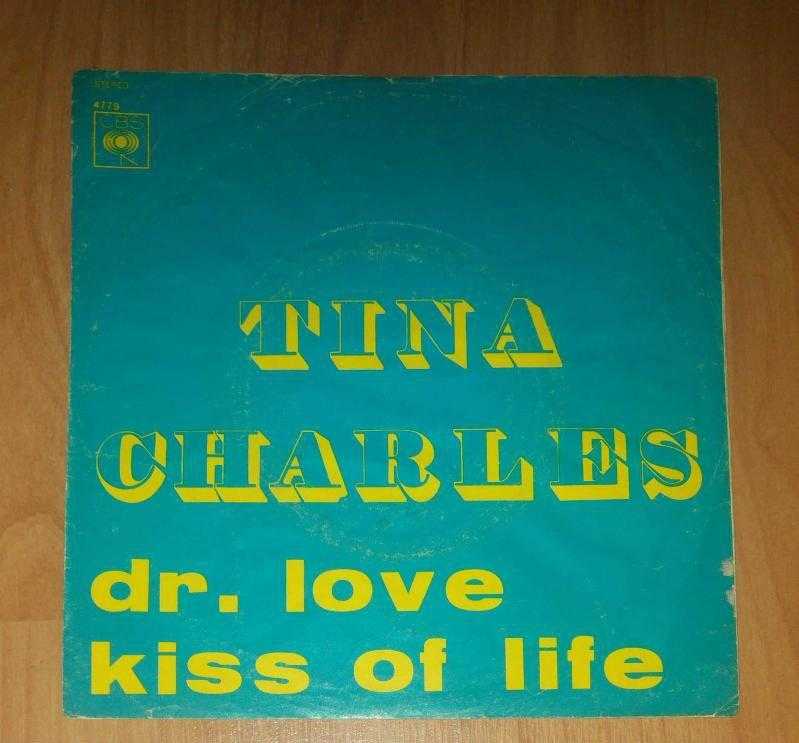 STEREO
4779
CBS
TINA
CHARLES
dr. love
kiss of life